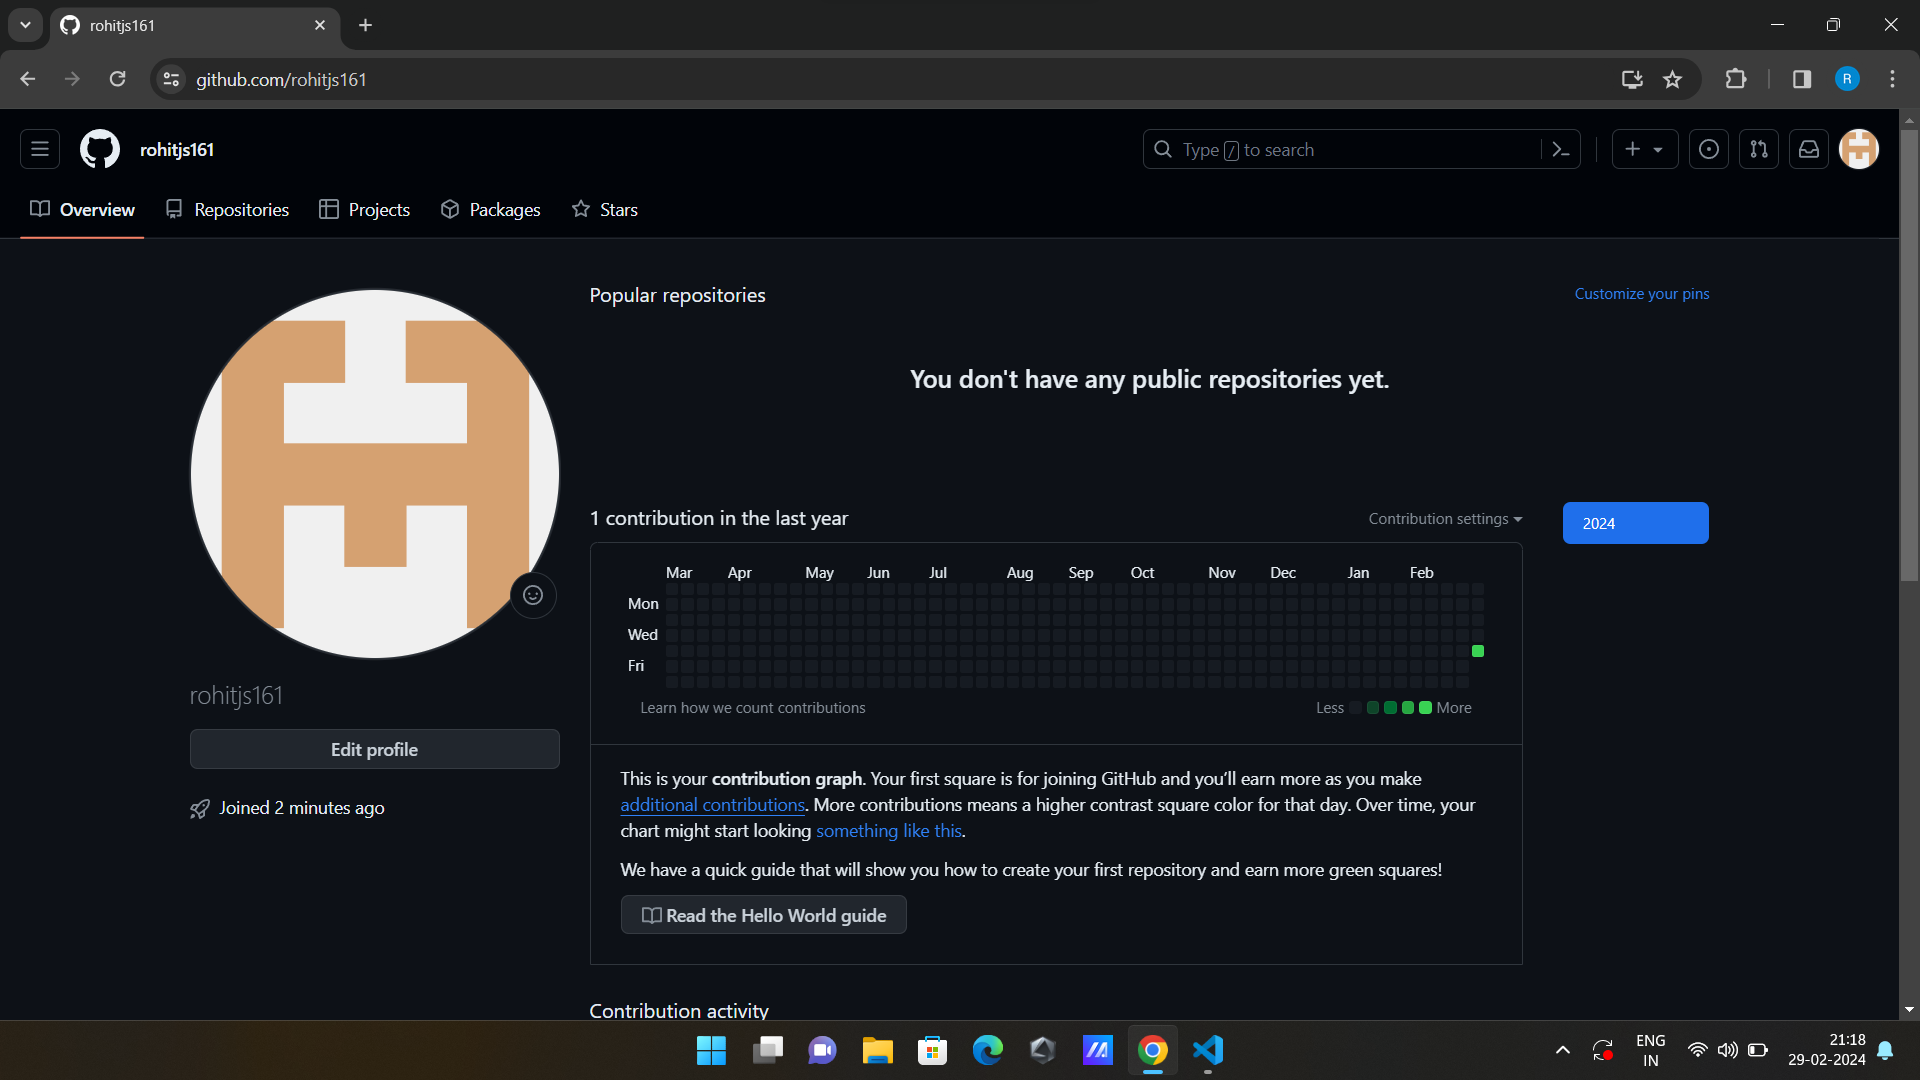 rohitjs161
github.com/rohitjs161
R
rohitjs161
Type / to search
Overview
Repositories
Projects
Packages
Stars
Popular repositories
Customize your pins
You don't have any public repositories yet.
1 contribution in the last year
Contribution settings
2024
Mar Apr May Jun Jul Aug Sep Oct Nov Dec Jan Feb
Mon
Wed
Fri
Learn how we count contributions
Less
More
rohitjs161
Edit profile
Joined 2 minutes ago
This is your contribution graph. Your first square is for joining GitHub and you’ll earn more as you make
additional contributions. More contributions means a higher contrast square color for that day. Over time, your
chart might start looking something like this.
We have a quick guide that will show you how to create your first repository and earn more green squares!
Read the Hello World guide
Contribution activity
ENG
IN
21:18
29-02-2024